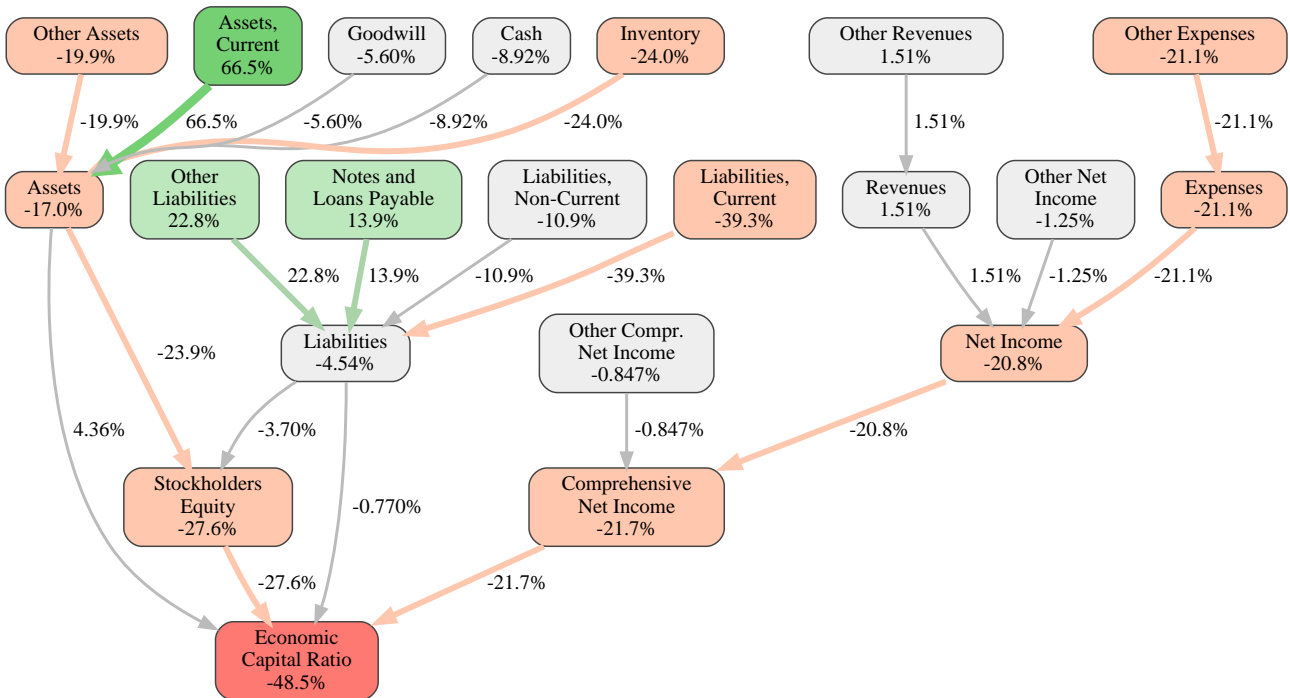 Other Assets
-19.9%
Assets,
Current
66.5%
Goodwill
-5.60%
Cash
-8.92%
Inventory
-24.0%
Other Revenues
1.51%
Other Expenses
-21.1%
-19.9%
66.5%
-5.60%
-8.92%
-24.0%
1.51%
-21.1%
Assets
-17.0%
Other
Liabilities
22.8%
Notes and
Loans Payable
13.9%
Liabilities,
Non-Current
-10.9%
Liabilities,
Current
-39.3%
Revenues
1.51%
Other Net
Income
-1.25%
Expenses
-21.1%
22.8%
13.9%
-10.9%
-39.3%
1.51%
-1.25%
-21.1%
-23.9%
Liabilities
-4.54%
Other Compr.
Net Income
-0.847%
Net Income
-20.8%
4.36%
-3.70%
-0.847%
-20.8%
Stockholders
Equity
-27.6%
-0.770%
Comprehensive
Net Income
-21.7%
-27.6%
-21.7%
Economic
Capital Ratio
-48.5%